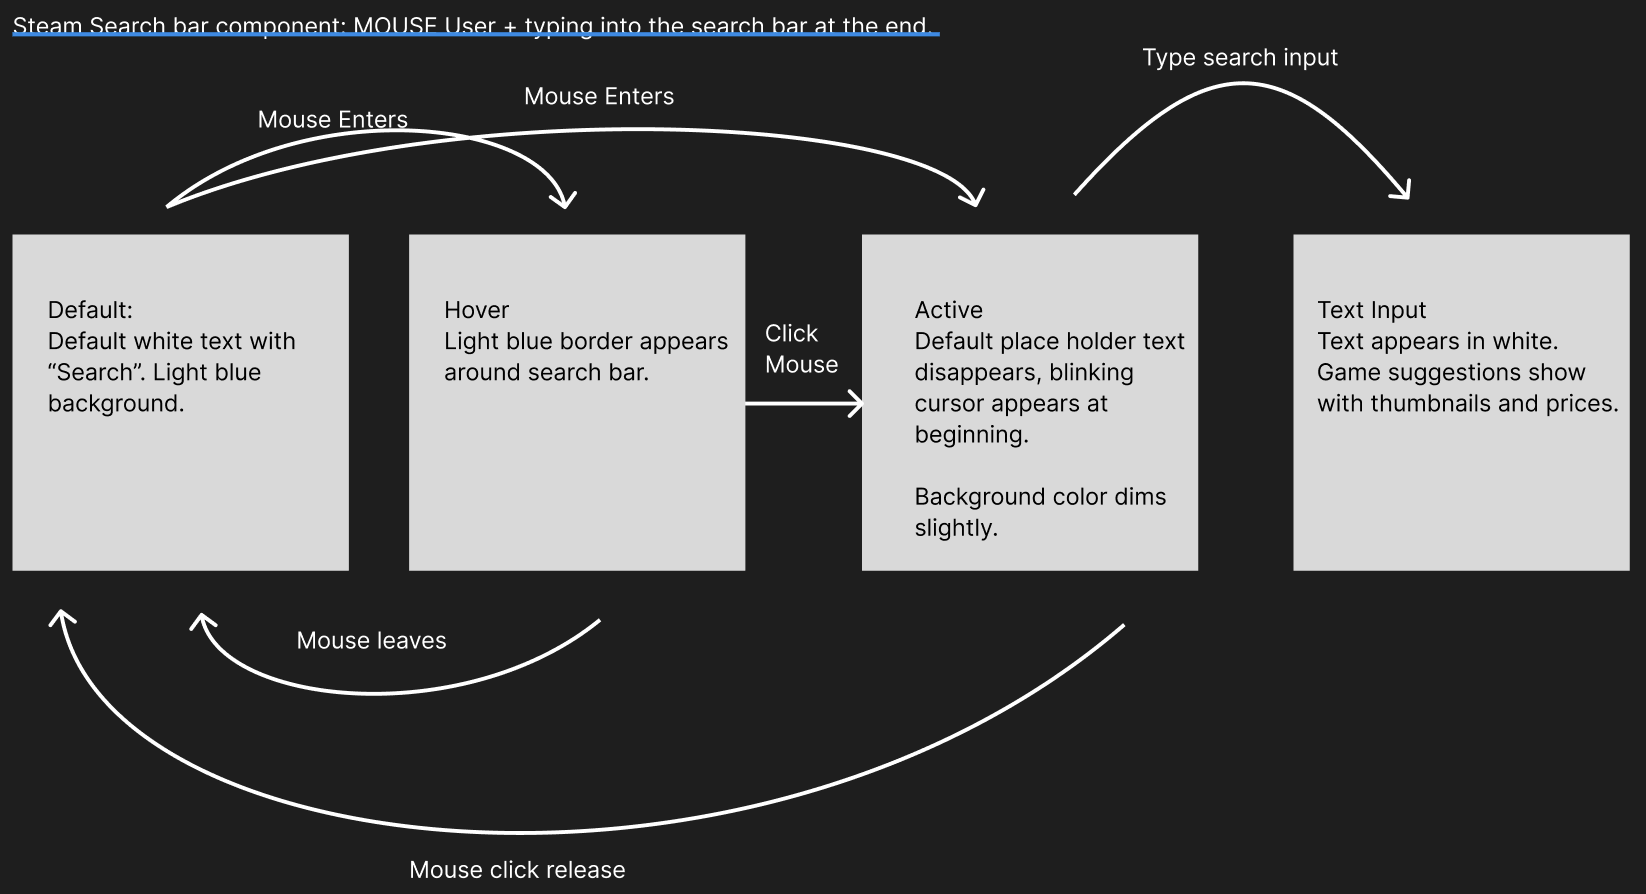 Steam Search bar component: MOUSE User + typing into the search bar at the end.
Type search input
Mouse Enters
Mouse Enters
Default:
Default white text with
“Search”. Light blue
background.
Hover
Light blue border appears
around search bar.
Click
Mouse
Active
Default place holder text
disappears, blinking
cursor appears at
beginning.
Background color dims
slightly.
Text Input
Text appears in white.
Game suggestions show
with thumbnails and prices.
Mouse leaves
Mouse click release